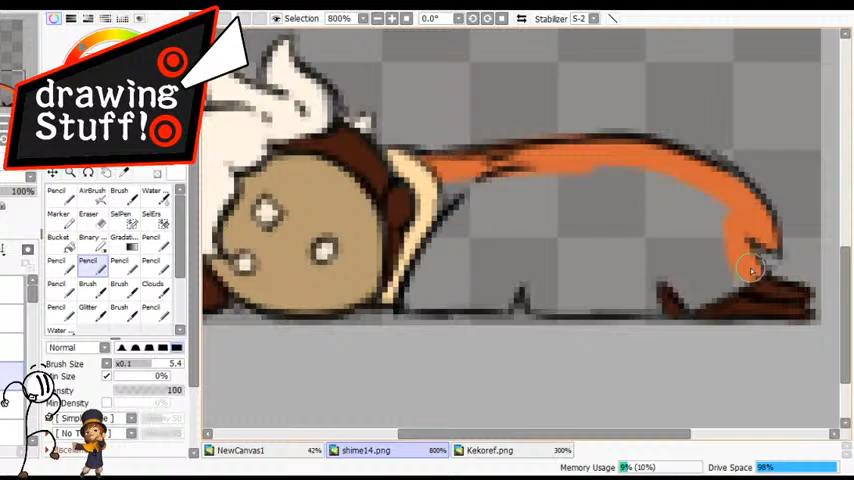 Selection
800%
0.0°
Stabilizer
S-2
drawing
Stuff!
100%
Pencil AirBrush Brush Water ...
Marker Eraser SelPen SelErs
Bucket Binary ... Gradati... Pencil
Pencil Pencil Pencil Pencil
Pencil Brush Brush Clouds
Pencil Glitter Brush Pencil
Water ...
Normal
Brush Size x0.1 5.4
Min Size 0%
Density 100
Min Density
NewCanvas1 42% shime14.png 800% Kekoref.png 300%
Memory Usage 9% (10%) Drive Space 98%